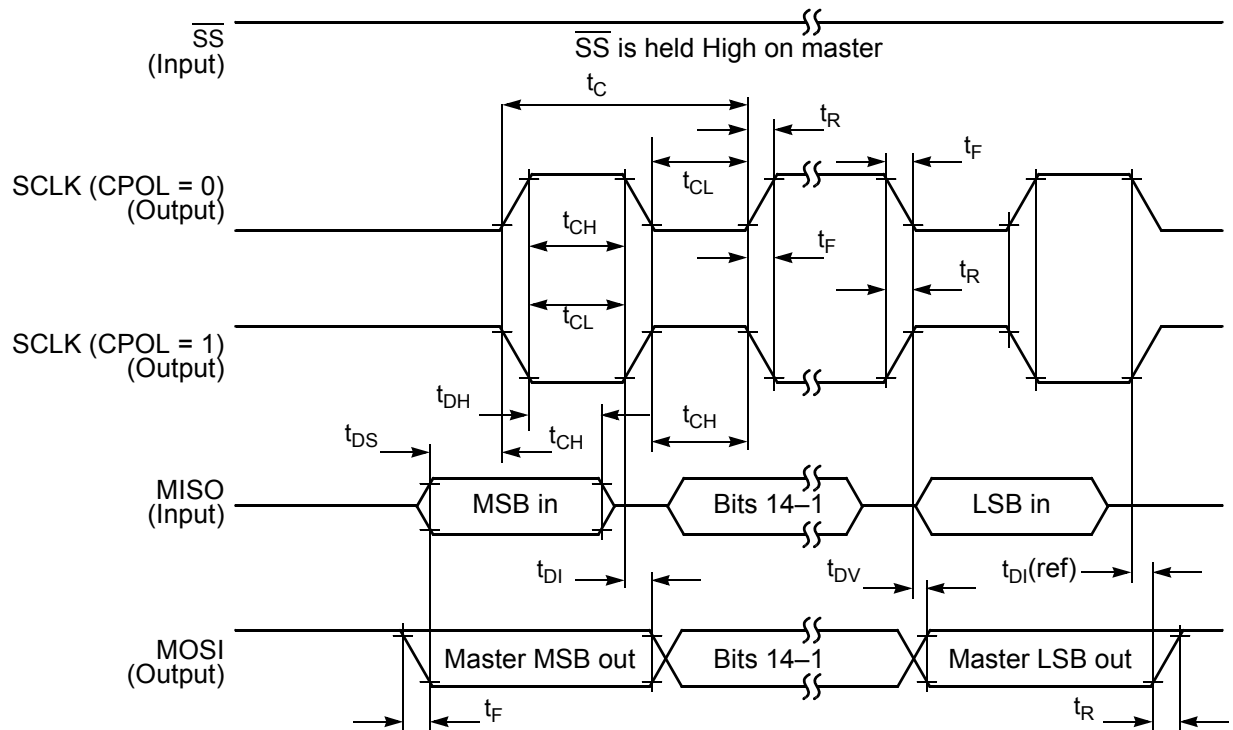 SS
(Input)
SS is held High on master
tC
tR
tF
SCLK (CPOL = 0)
(Output)
tCL
tCH
tF
tR
tCL
SCLK (CPOL = 1)
(Output)
tDH
tCH
tDS
tCH
MISO
(Input)
MSB in
Bits 14–1
LSB in
tDI
tDV
tDI(ref)
MOSI
(Output)
Master MSB out
Bits 14–1
Master LSB out
tF
tR